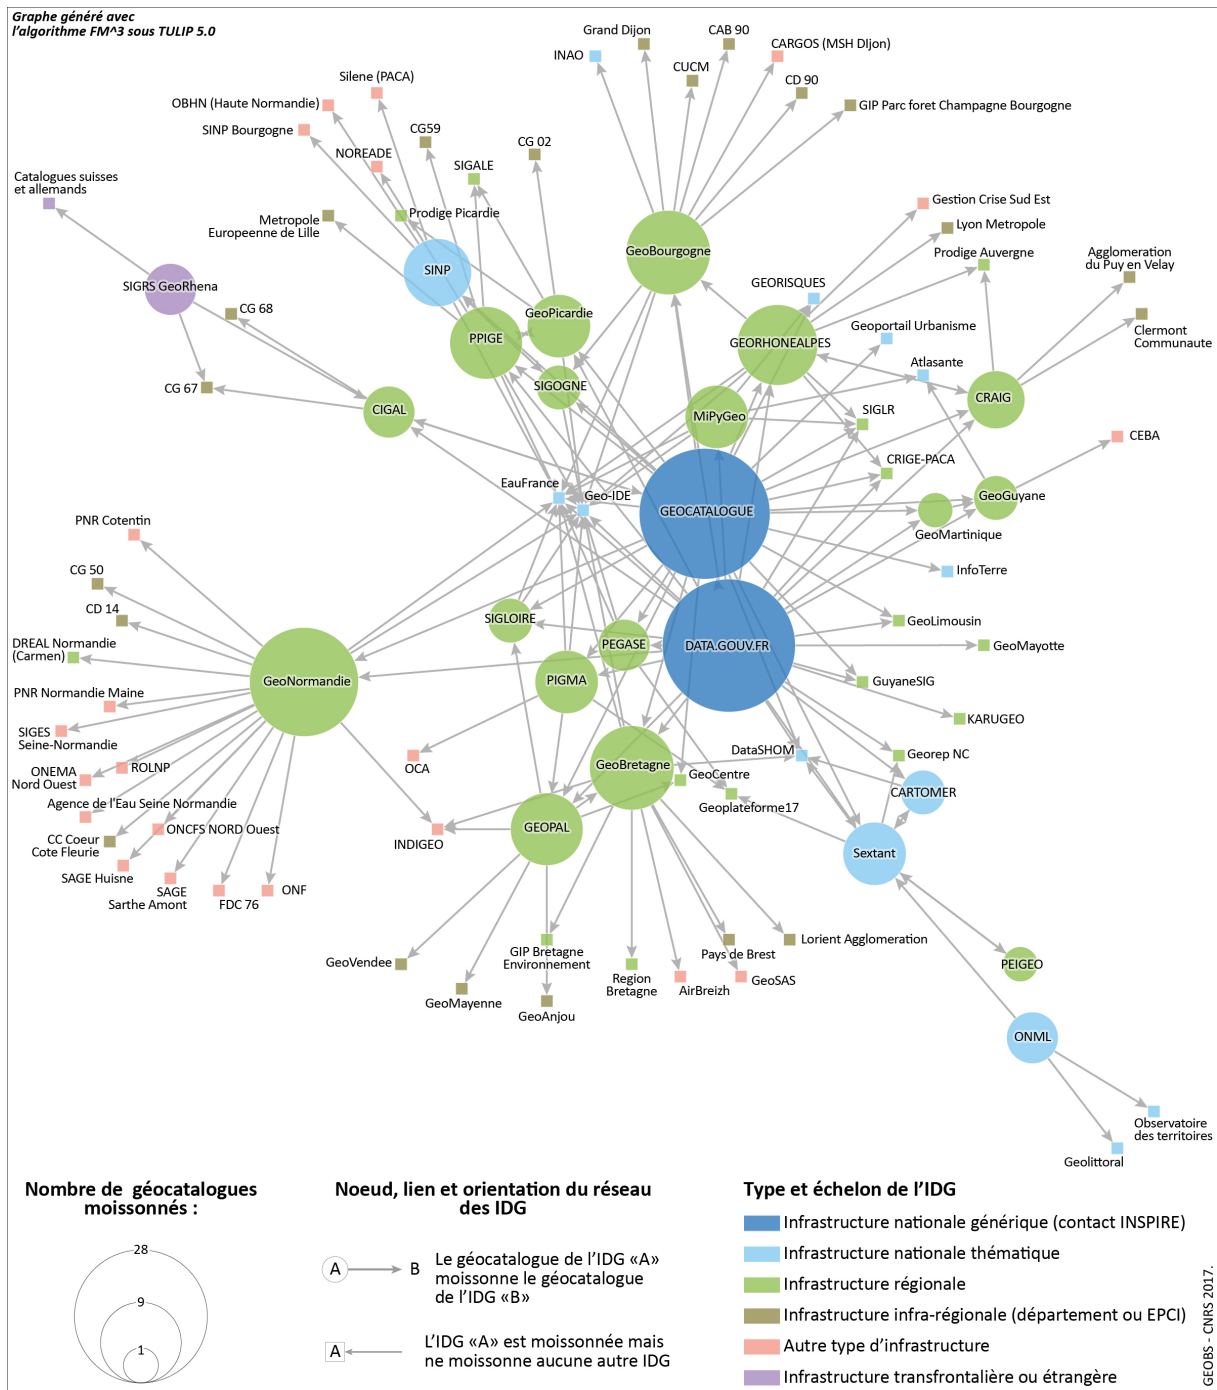 Graphe généré avec
l'algorithme FM^3 sous TULIP 5.0
Grand Dijon
CAB 90
INAO
CARGOS (MSH DIjon)
CUCM
CD 90
GIP Parc foret Champagne Bourgogne
Silene (PACA)
OBHN (Haute Normandie)
SINP Bourgogne
CG59
NOREADE
CG 02
SIGALE
Catalogues suisses
et allemands
Metropole
Europeenne de Lille
Prodige Picardie
Gestion Crise Sud Est
Lyon Metropole
Prodige Auvergne
Agglomeration
du Puy en Velay
GeoBourgogne
SINP
SIGRS GeoRhena
GEORISQUES
CG 68
GeoPicardie
PPIGE
Geoportail Urbanisme
Clermont
Communaute
GEORHONEALPES
Atlasante
CG 67
SIGOGNE
CIGAL
MiPyGeo
CRAIG
SIGLR
CEBA
CRIGE-PACA
EauFrance
Geo-IDE
GEOCATALOGUE
GeoGuyane
GeoMartinique
PNR Cotentin
InfoTerre
CG 50
CD 14
SIGLOIRE
GeoLimousin
DREAL Normandie
(Carmen)
PEGASE
DATA.GOUV.FR
GeoMayotte
GeoNormandie
PIGMA
GuyaneSIG
PNR Normandie Maine
KARUGEO
SIGES
Seine-Normandie
DataSHOM
Georep NC
OCA
GeoBretagne
ONEMA
Nord Ouest
ROLNP
GeoCentre
CARTOMER
Agence de l'Eau Seine Normandie
Geoplateforme17
ONCFS NORD Ouest
GEOPAL
CC Coeur
Cote Fleurie
INDIGEO
Sextant
SAGE Huisne
SAGE
Sarthe Amont
FDC 76
ONF
GeoVendee
GIP Bretagne
Environnement
Lorient Agglomeration
Pays de Brest
PEIGEO
Region
Bretagne
AirBreizh
GeoSAS
GeoMayenne
GeoAnjou
ONML
Observatoire
des territoires
Geolittoral
Nombre de géocatalogues
moissonnés :
28
9
1
Noeud, lien et orientation du réseau
des IDG
A
B
Le géocatalogue de l'IDG «A»
moissonne le géocatalogue
de l'IDG «B»
A
L'IDG «A» est moissonnée mais
ne moissonne aucune autre IDG
Type et échelon de l'IDG
Infrastructure nationale générique (contact INSPIRE)
Infrastructure nationale thématique
Infrastructure régionale
Infrastructure infra-régionale (département ou EPCI)
Autre type d'infrastructure
Infrastructure transfrontalière ou étrangère
GEOBS - CNRS 2017.